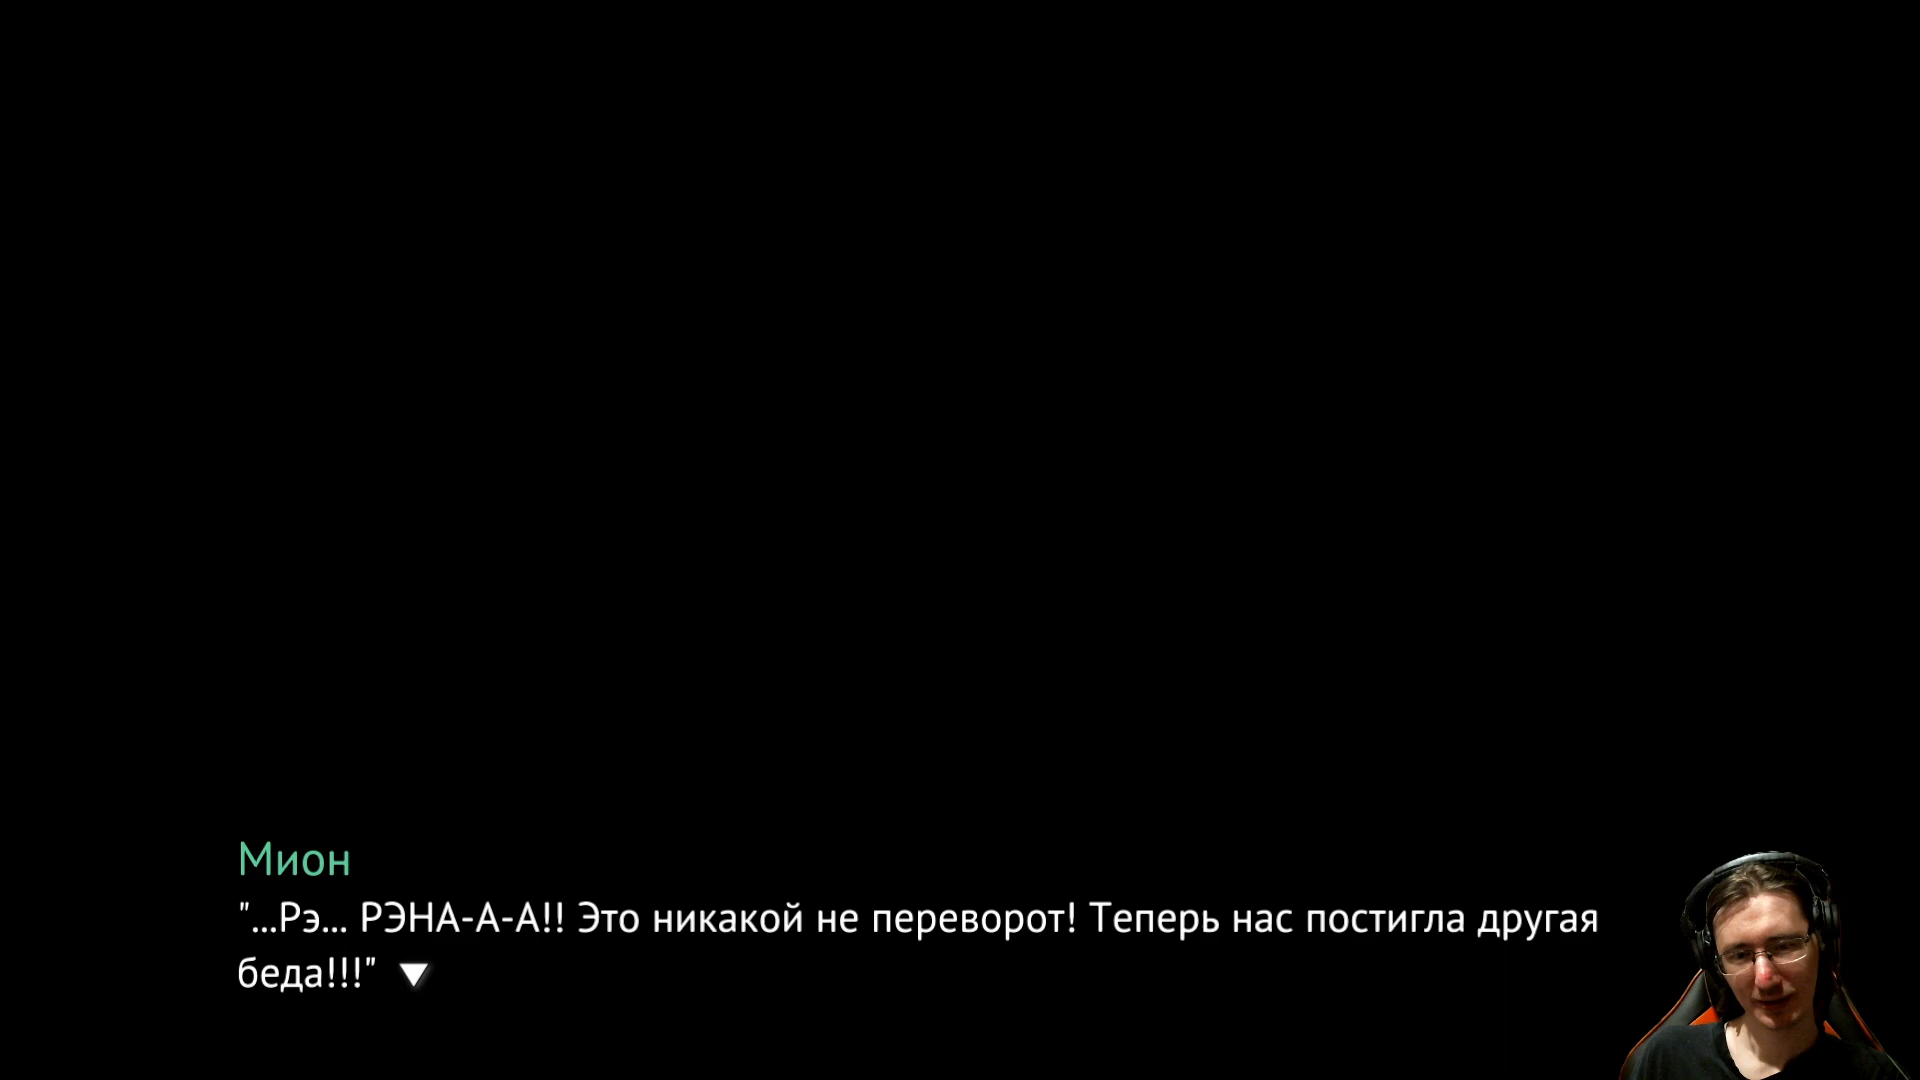 Мион
"...Рэ... РЭНА-А-А!! Это никакой не переворот! Теперь нас постигла другая
беда!!!"